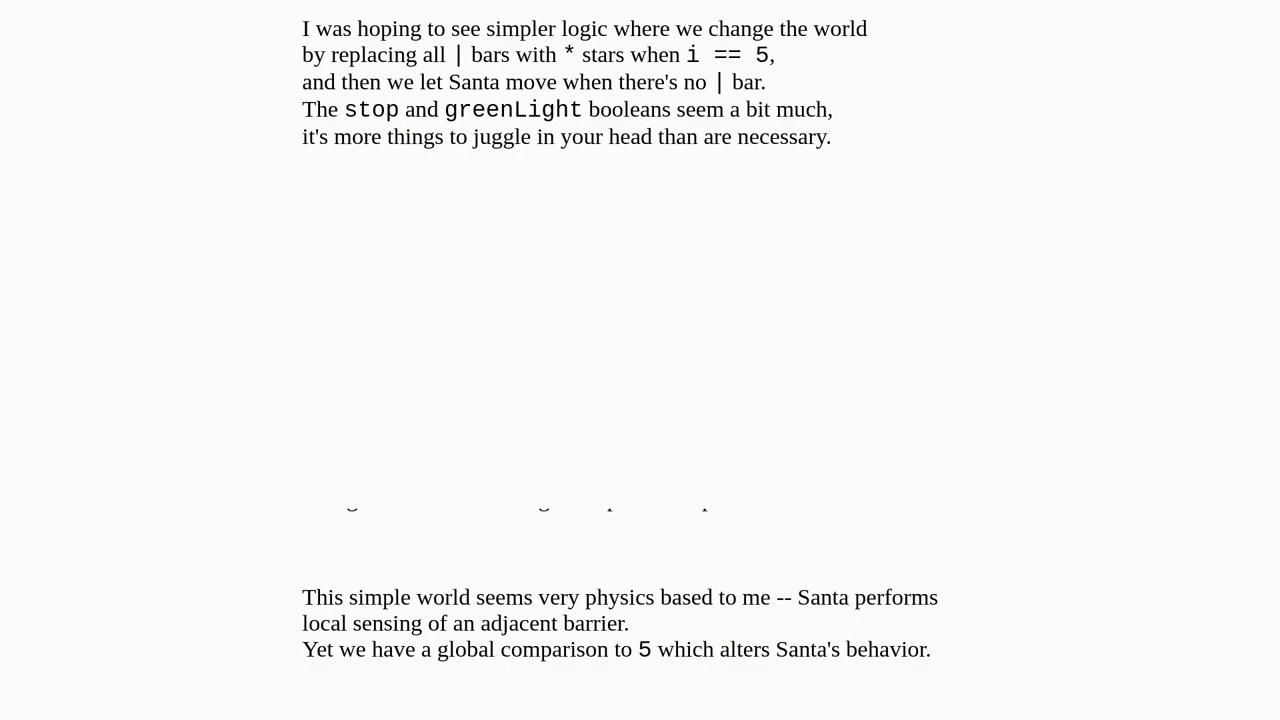 I was hoping to see simpler logic where we change the world
by replacing all | bars with * stars when i == 5,
and then we let Santa move when there's no | bar.
The stop and greenLight booleans seem a bit much,
it's more things to juggle in your head than are necessary.
This simple world seems very physics based to me -- Santa performs
local sensing of an adjacent barrier.
Yet we have a global comparison to 5 which alters Santa's behavior.